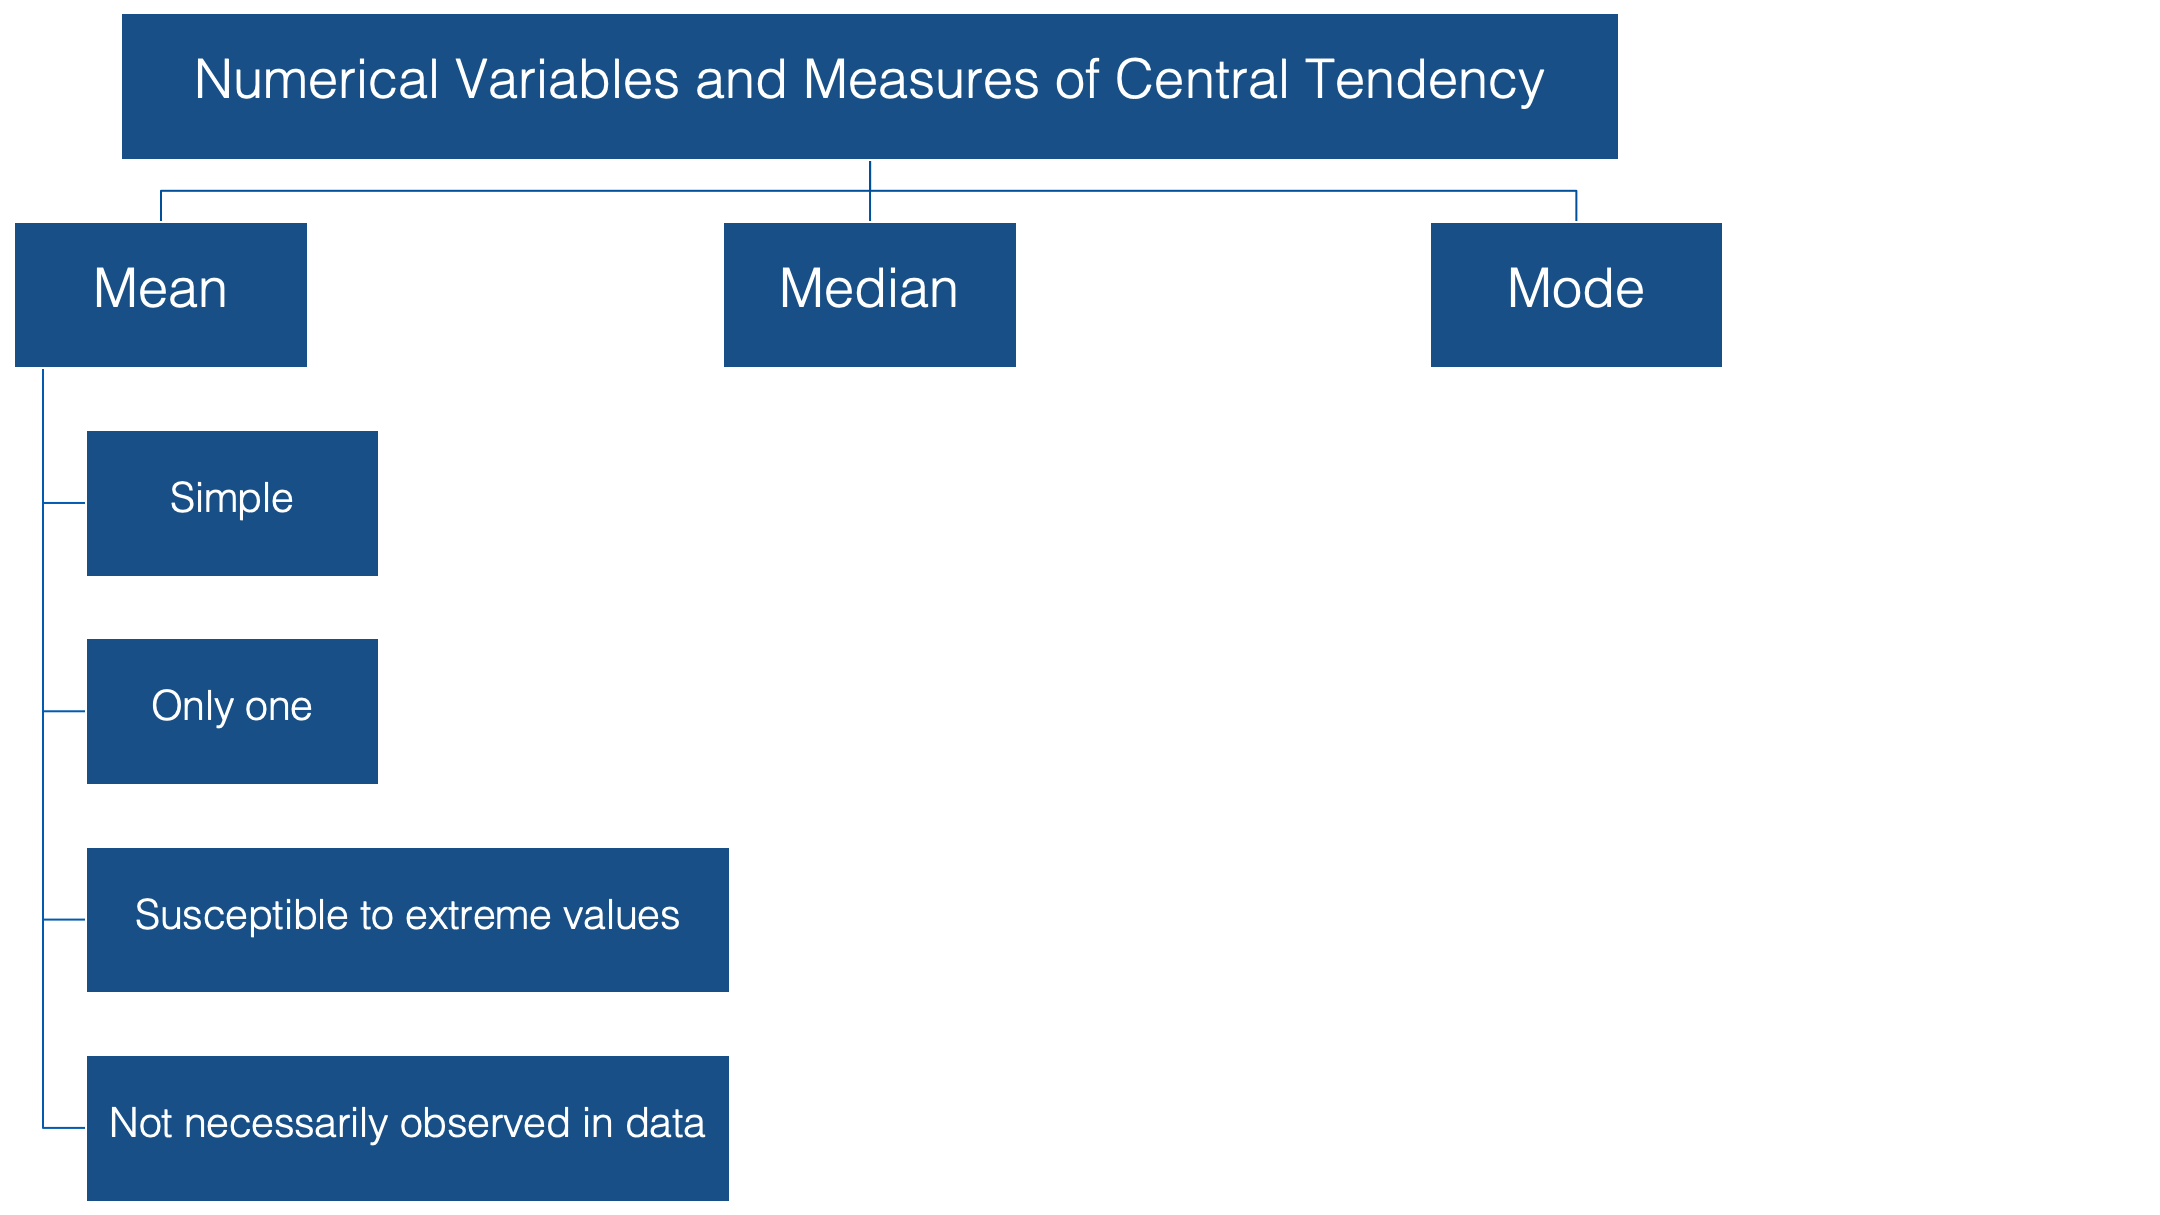 Numerical Variables and Measures of Central Tendency
Mean
Median
Mode
Simple
Only one
Susceptible to extreme values
Not necessarily observed in data